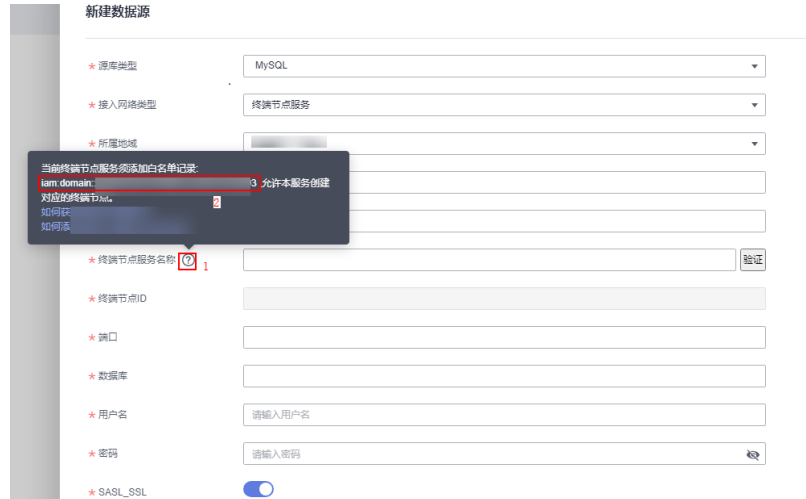 新建数据源
* 源库类型 MySQL
* 接入网络类型 终端节点服务
* 所属地域
当前终端节点服务须添加白名单记录:
iam:domain: 3 允许本服务创建
对应的终端节点。
2
如何获
如何添
* 终端节点服务名称 ? 1 验证
* 终端节点ID
* 端口
* 数据库
* 用户名 请输入用户名
* 密码 请输入密码
* SASL_SSL